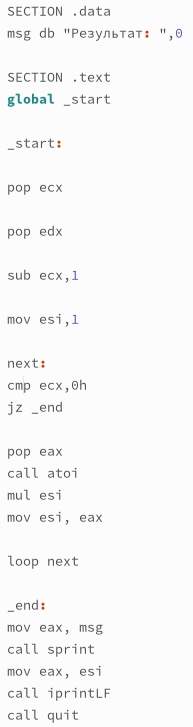 SECTION .data
msg db "Результат: ",0
SECTION .text
global _start
_start:
pop ecx
pop edx
sub ecx,1
mov esi,1
next:
cmp ecx,0h
jz _end
pop eax
call atoi
mul esi
mov esi, eax
loop next
_end:
mov eax, msg
call sprint
mov eax, esi
call iprintLF
call quit